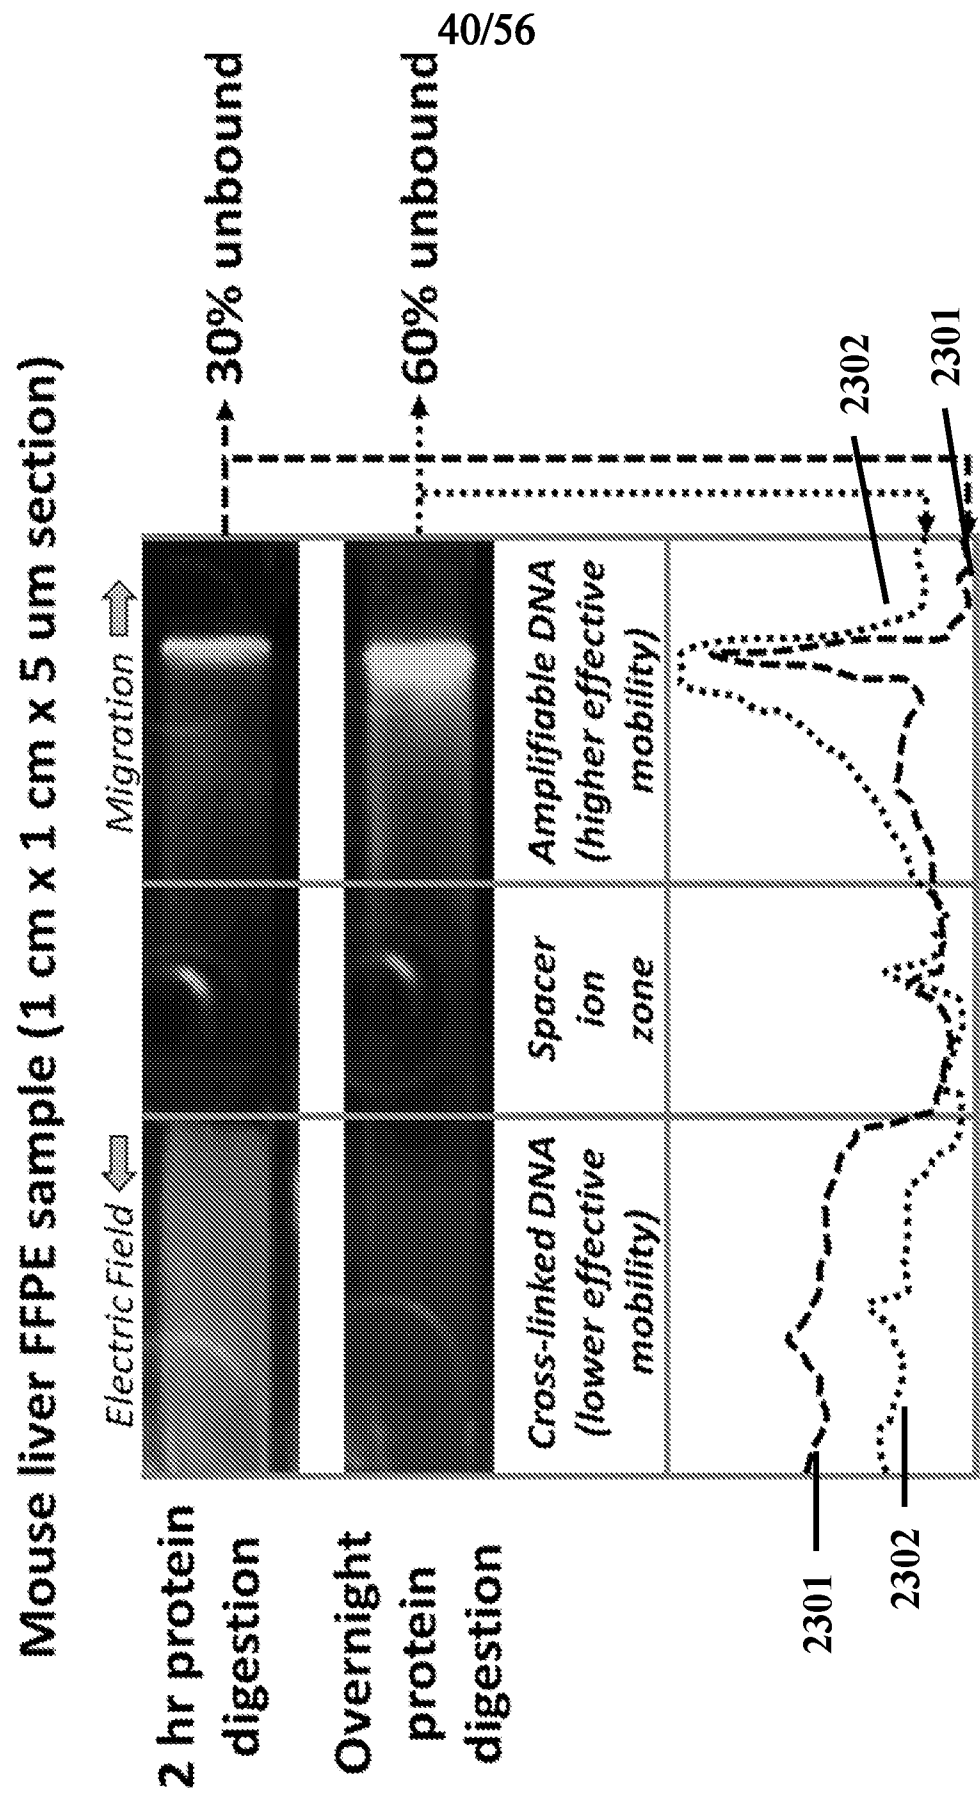 40/56
Mouse liver FFPE sample (1 cm x 1 cm x 5 um section)
Electric Field
Migration
2 hr protein
digestion
30% unbound
Overnight
protein
digestion
60% unbound
Cross-linked DNA
(lower effective
mobility)
Spacer
ion
zone
Amplifiable DNA
(higher effective
mobility)
2301
2302
2302
2301